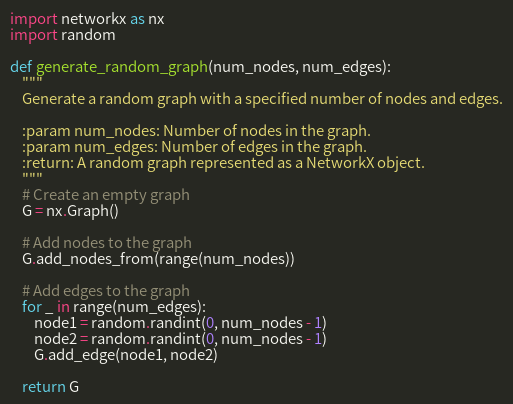 import networkx as nx
import random

def generate_random_graph(num_nodes, num_edges):
    """
    Generate a random graph with a specified number of nodes and edges.

    :param num_nodes: Number of nodes in the graph.
    :param num_edges: Number of edges in the graph.
    :return: A random graph represented as a NetworkX object.
    """
    # Create an empty graph
    G = nx.Graph()

    # Add nodes to the graph
    G.add_nodes_from(range(num_nodes))

    # Add edges to the graph
    for _ in range(num_edges):
        node1 = random.randint(0, num_nodes - 1)
        node2 = random.randint(0, num_nodes - 1)
        G.add_edge(node1, node2)

    return G